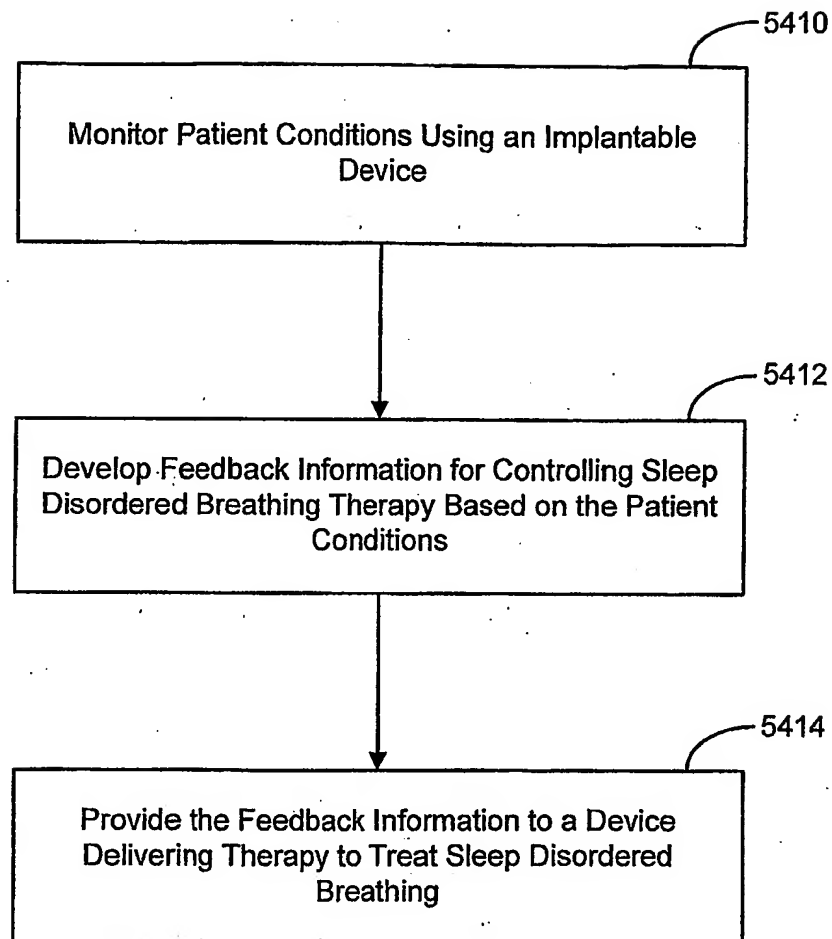 5410
Monitor Patient Conditions Using an Implantable
Device
5412
Develop Feedback Information for Controlling Sleep
Disordered Breathing Therapy Based on the Patient
Conditions
5414
Provide the Feedback Information to a Device
Delivering Therapy to Treat Sleep Disordered
Breathing